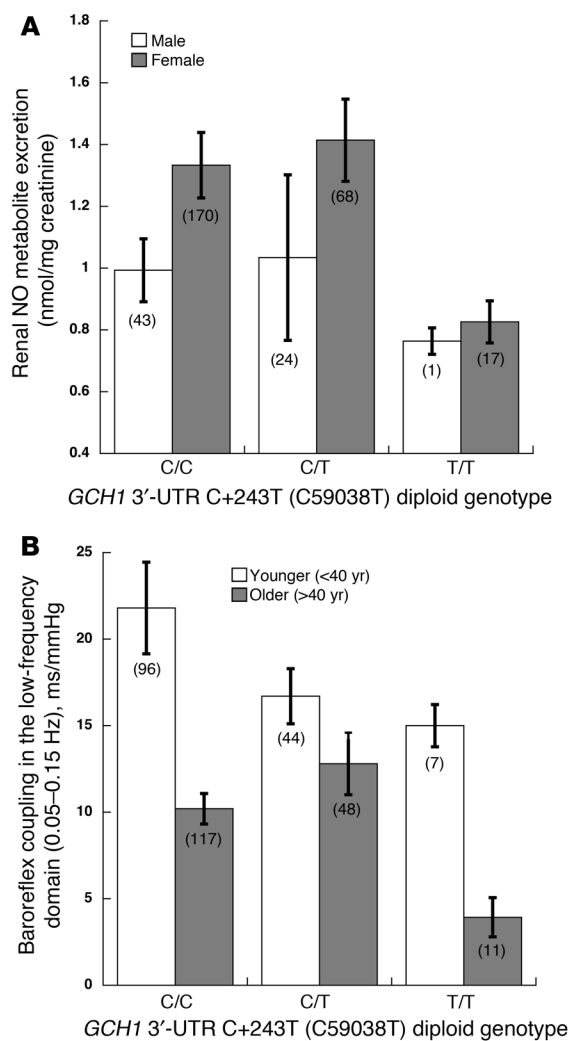 A
Male
Female
Renal NO metabolite excretion
(nmol/mg creatinine)
1.8
1.6
1.4
1.2
1
0.8
0.6
0.4
(43)
(170)
(24)
(68)
(1)
(17)
C/C
C/T
T/T
GCH1 3′-UTR C+243T (C59038T) diploid genotype
B
Younger (<40 yr)
Older (>40 yr)
Baroreflex coupling in the low-frequency
domain (0.05–0.15 Hz), ms/mmHg
25
20
15
10
5
0
(96)
(117)
(44)
(48)
(7)
(11)
C/C
C/T
T/T
GCH1 3′-UTR C+243T (C59038T) diploid genotype